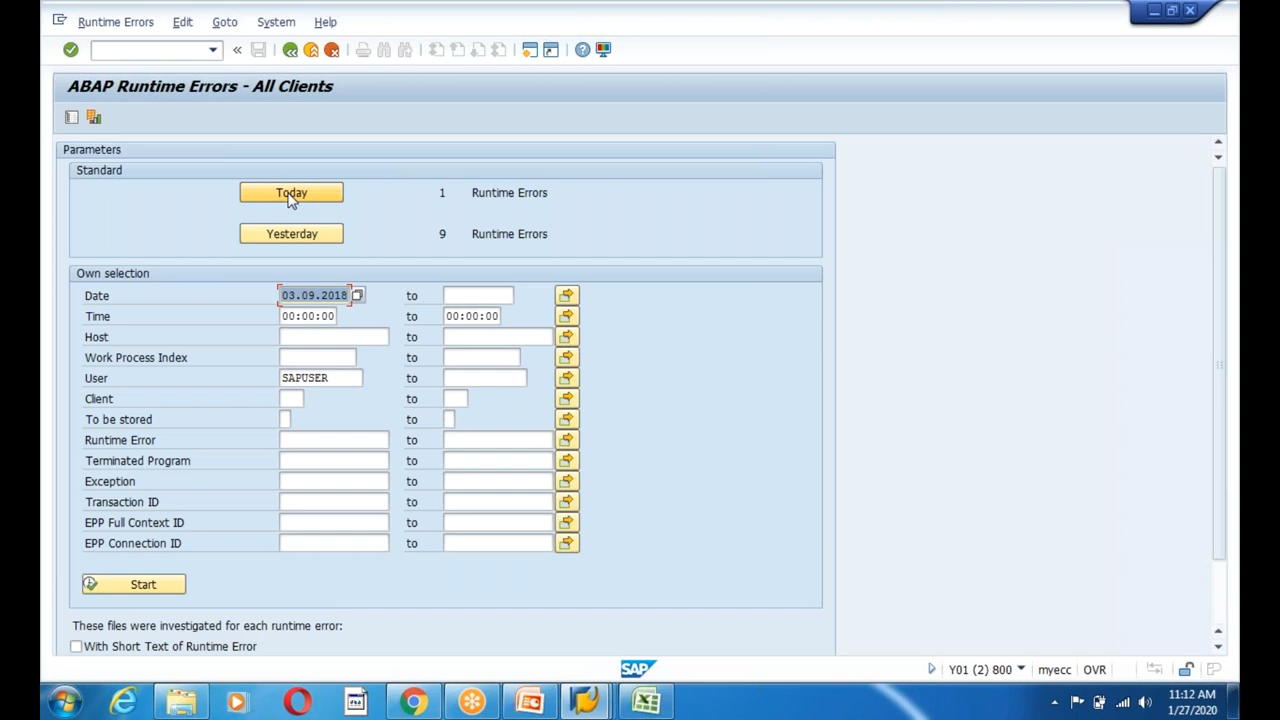 Runtime Errors Edit Goto System Help
ABAP Runtime Errors - All Clients
Parameters
Standard
Today 1 Runtime Errors
Yesterday 9 Runtime Errors
Own selection
Date 03.09.2018 to
Time 00:00:00 to 00:00:00
Host to
Work Process Index to
User SAPUSER to
Client to
To be stored to
Runtime Error to
Terminated Program to
Exception to
Transaction ID to
EPP Full Context ID to
EPP Connection ID to
Start
These files were investigated for each runtime error:
With Short Text of Runtime Error
SAP Y01 (2) 800 myecc OVR
11:12 AM
1/27/2020